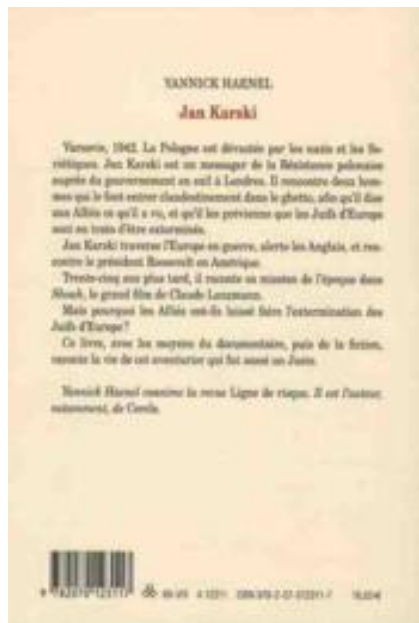 YANNICK HAENEL
Jan Karski
Varsovie, 1942. La Pologne est dévastée par les nazis et les So-
viétiques. Jan Karski est un messager de la Résistance polonaise
auprès du gouvernement en exil à Londres. Il rencontre deux hom-
mes qui le font entrer clandestinement dans le ghetto, afin qu'il dise
aux Alliés ce qu'il a vu, et qu'il les prévienne que les Juifs d'Europe
sont en train d'être exterminés.
Jan Karski traverse l'Europe en guerre, alerte les Anglais, et ren-
contre le président Roosevelt en Amérique.
Trente-cinq ans plus tard, il raconte sa mission de l'époque dans
Shoah, le grand film de Claude Lanzmann.
Mais pourquoi les Alliés ont-ils laissé faire l'extermination des
Juifs d'Europe?
Ce livre, avec les moyens du documentaire, puis de la fiction,
raconte la vie de cet aventurier qui fut aussi un Juste.
Yannick Haenel coanime la revue Ligne de risque. Il est l'auteur,
notamment, de Cercle.